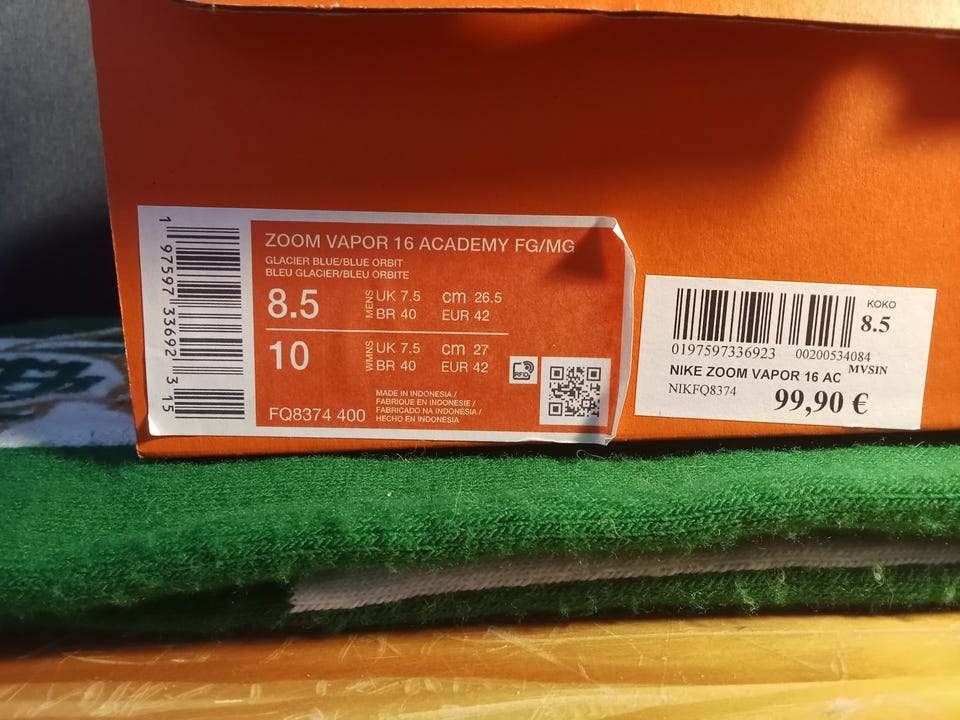 1 97597 33692 3 15
ZOOM VAPOR 16 ACADEMY FG/MG
GLACIER BLUE/BLUE ORBIT
BLEU GLACIER/BLEU ORBITE
8.5 MENS UK 7.5 cm 26.5
BR 40 EUR 42
10 WMNS UK 7.5 cm 27
BR 40 EUR 42
RFID
FQ8374 400
MADE IN INDONESIA /
FABRIQUE EN INDONESIE /
FABRICADO NA INDONÉSIA /
HECHO EN INDONESIA
KOKO
8.5
0197597336923 00200534084
MVSIN
NIKE ZOOM VAPOR 16 AC
NIKFQ8374
99,90 €